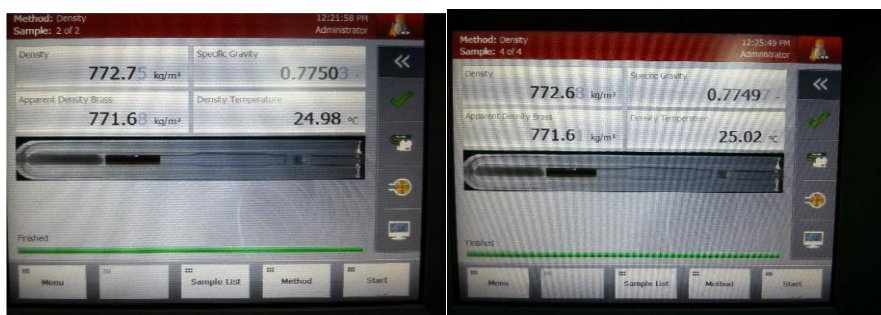 Method: Density
12:21:58 PM
Sample: 2 of 2
Administrator
Density
Specific Gravity
772.75 kg/m³
0.77503 -
Apparent Density Brass
Density Temperature
771.68 kg/m³
24.98 °C
Finished
Menu
Sample List
Method
Start
Method: Density
12:25:49 PM
Sample: 4 of 4
Administrator
Density
Specific Gravity
772.68 kg/m³
0.77497 -
Apparent Density Brass
Density Temperature
771.61 kg/m³
25.02 °C
Finished
Menu
Sample List
Method
Start